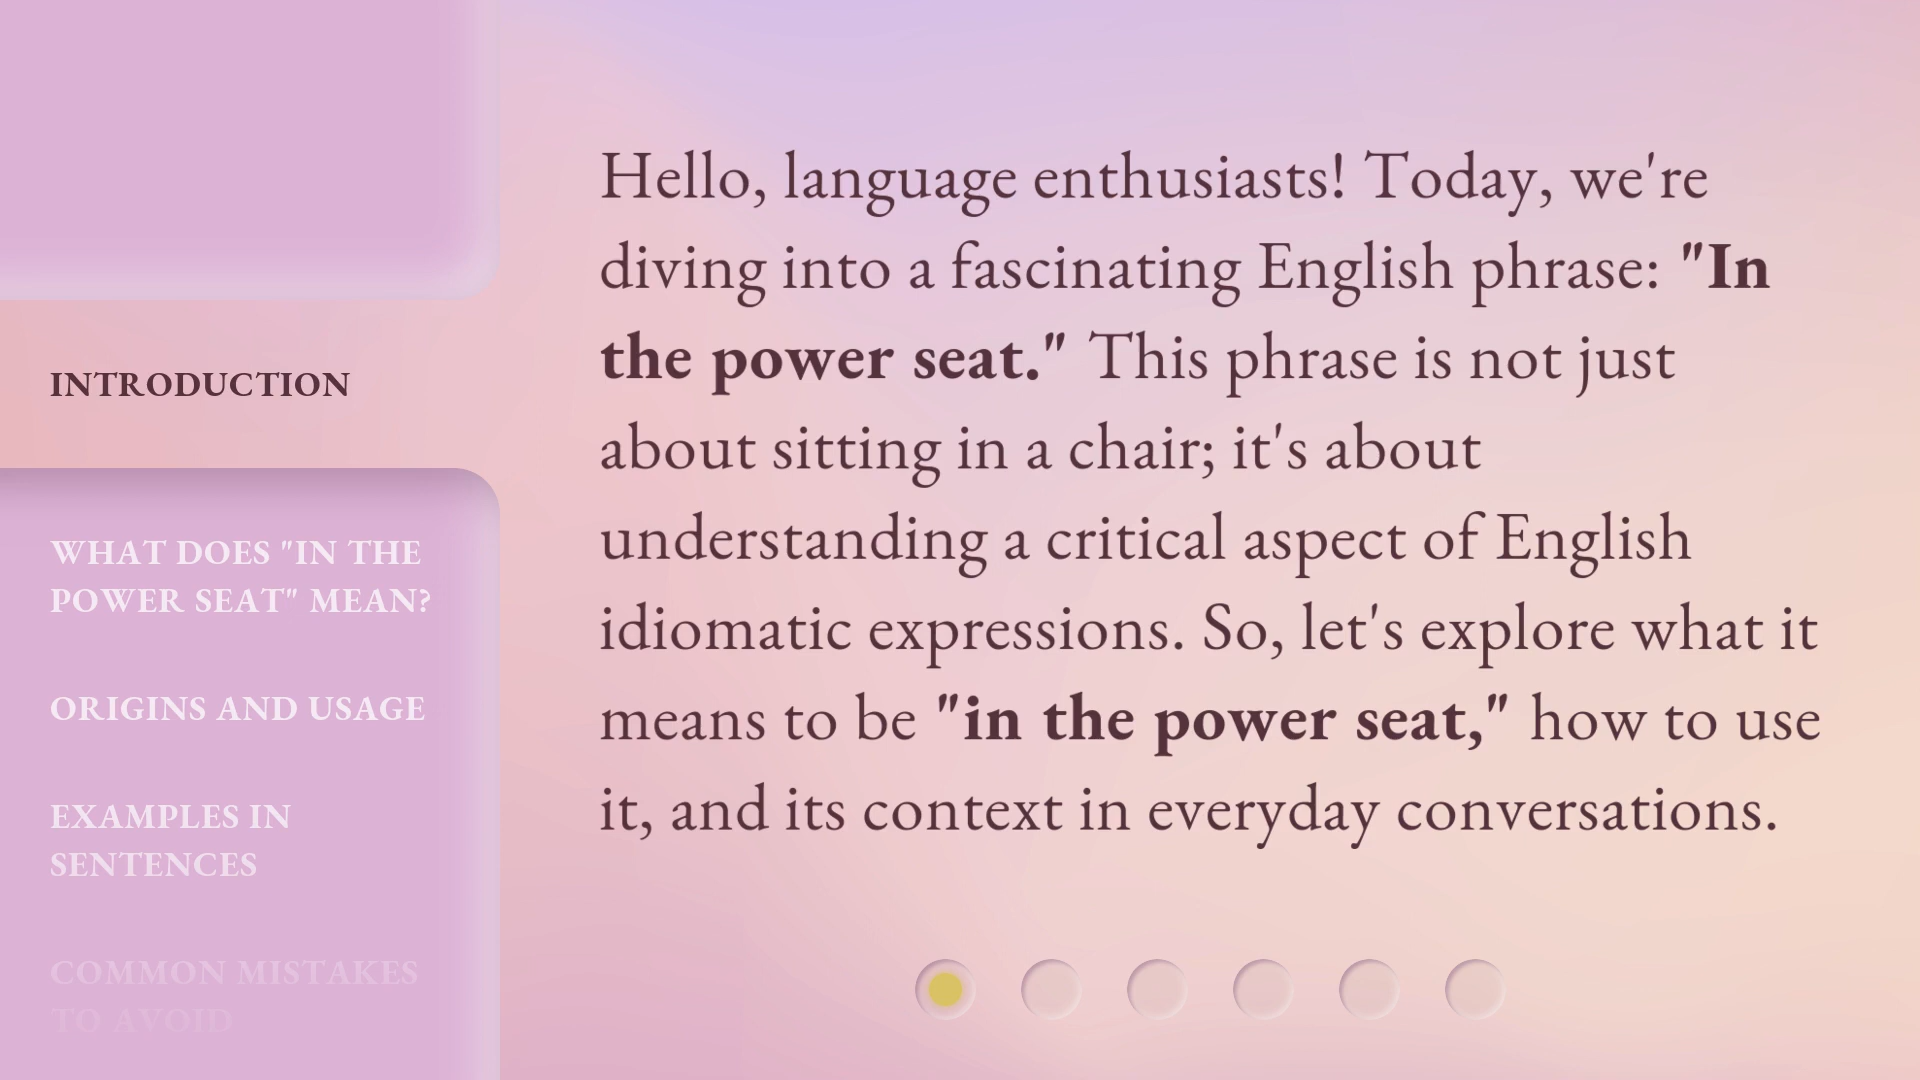 INTRODUCTION
WHAT DOES "IN THE
POWER SEAT" MEAN?
ORIGINS AND USAGE
EXAMPLES IN
SENTENCES
COMMON MISTAKES
TO AVOID
Hello, language enthusiasts! Today, we're
diving into a fascinating English phrase: "In
the power seat." This phrase is not just
about sitting in a chair; it's about
understanding a critical aspect of English
idiomatic expressions. So, let's explore what it
means to be "in the power seat," how to use
it, and its context in everyday conversations.